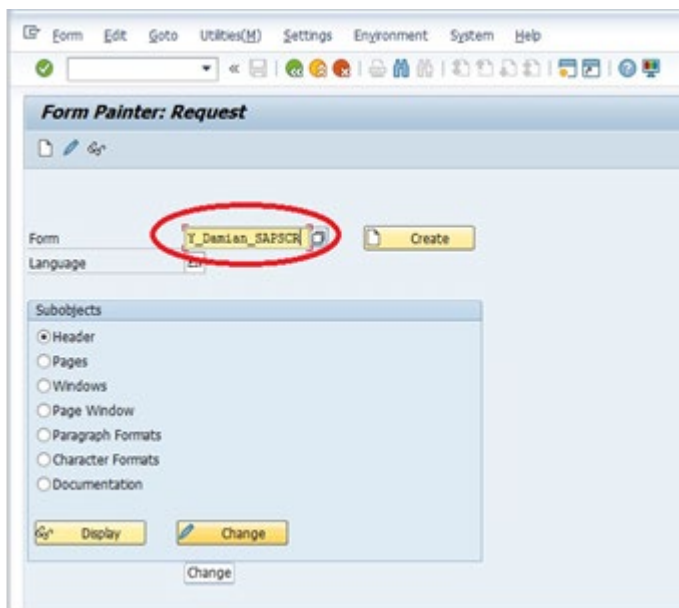 Form Edit Goto Utilities(M) Settings Environment System Help
Form Painter: Request
Form Y_Damian_SAPSCR Create
Language EN
Subobjects
Header
Pages
Windows
Page Window
Paragraph Formats
Character Formats
Documentation
Display Change
Change